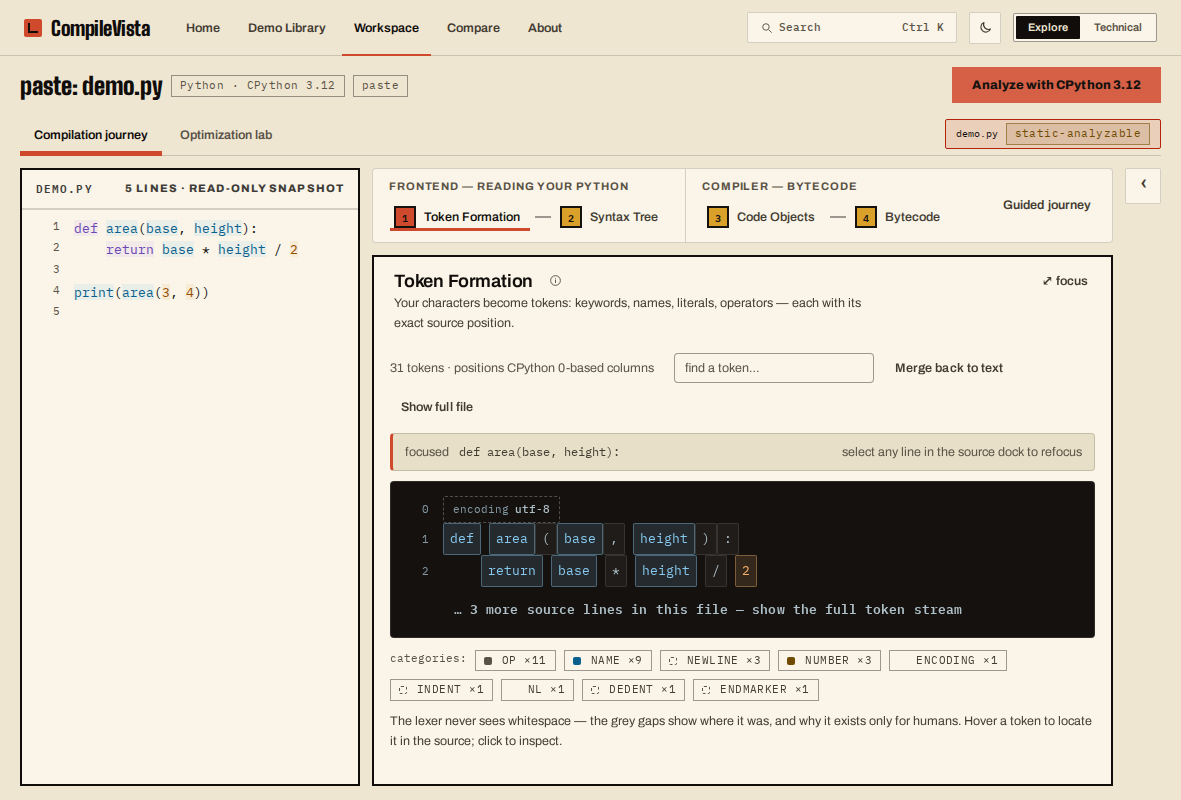 CompileVista Home Demo Library Workspace Compare About Search Ctrl K Explore Technical
paste: demo.py Python · CPython 3.12 paste Analyze with CPython 3.12
Compilation journey Optimization lab demo.py static-analyzable
DEMO.PY 5 LINES · READ-ONLY SNAPSHOT
1 def area(base, height):
2 return base * height / 2
3
4 print(area(3, 4))
5
FRONTEND — READING YOUR PYTHON
1 Token Formation — 2 Syntax Tree
COMPILER — BYTECODE
3 Code Objects — 4 Bytecode
Guided journey
‹
Token Formation ⓘ ⤢ focus
Your characters become tokens: keywords, names, literals, operators — each with its
exact source position.
31 tokens · positions CPython 0-based columns find a token… Merge back to text
Show full file
focused def area(base, height): select any line in the source dock to refocus
0 encoding utf-8
1 def area ( base , height ) :
2 return base * height / 2
… 3 more source lines in this file — show the full token stream
categories: OP ×11 NAME ×9 NEWLINE ×3 NUMBER ×3 ENCODING ×1
INDENT ×1 NL ×1 DEDENT ×1 ENDMARKER ×1
The lexer never sees whitespace — the grey gaps show where it was, and why it exists only for humans. Hover a token to locate
it in the source; click to inspect.